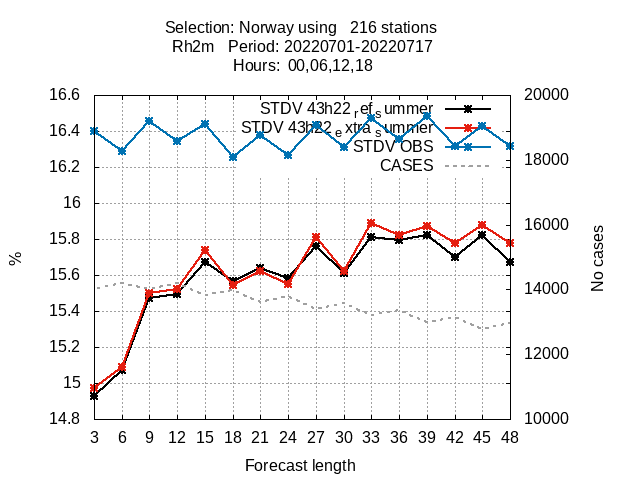 Selection: Norway using   216 stations
Rh2m   Period: 20220701-20220717
Hours:  00,06,12,18
STDV 43h22ref_summer
STDV 43h22extra_summer
STDV OBS
CASES
16.6
16.4
16.2
16
15.8
15.6
15.4
15.2
15
14.8
%
20000
18000
16000
14000
12000
10000
No cases
3 6 9 12 15 18 21 24 27 30 33 36 39 42 45 48
Forecast length